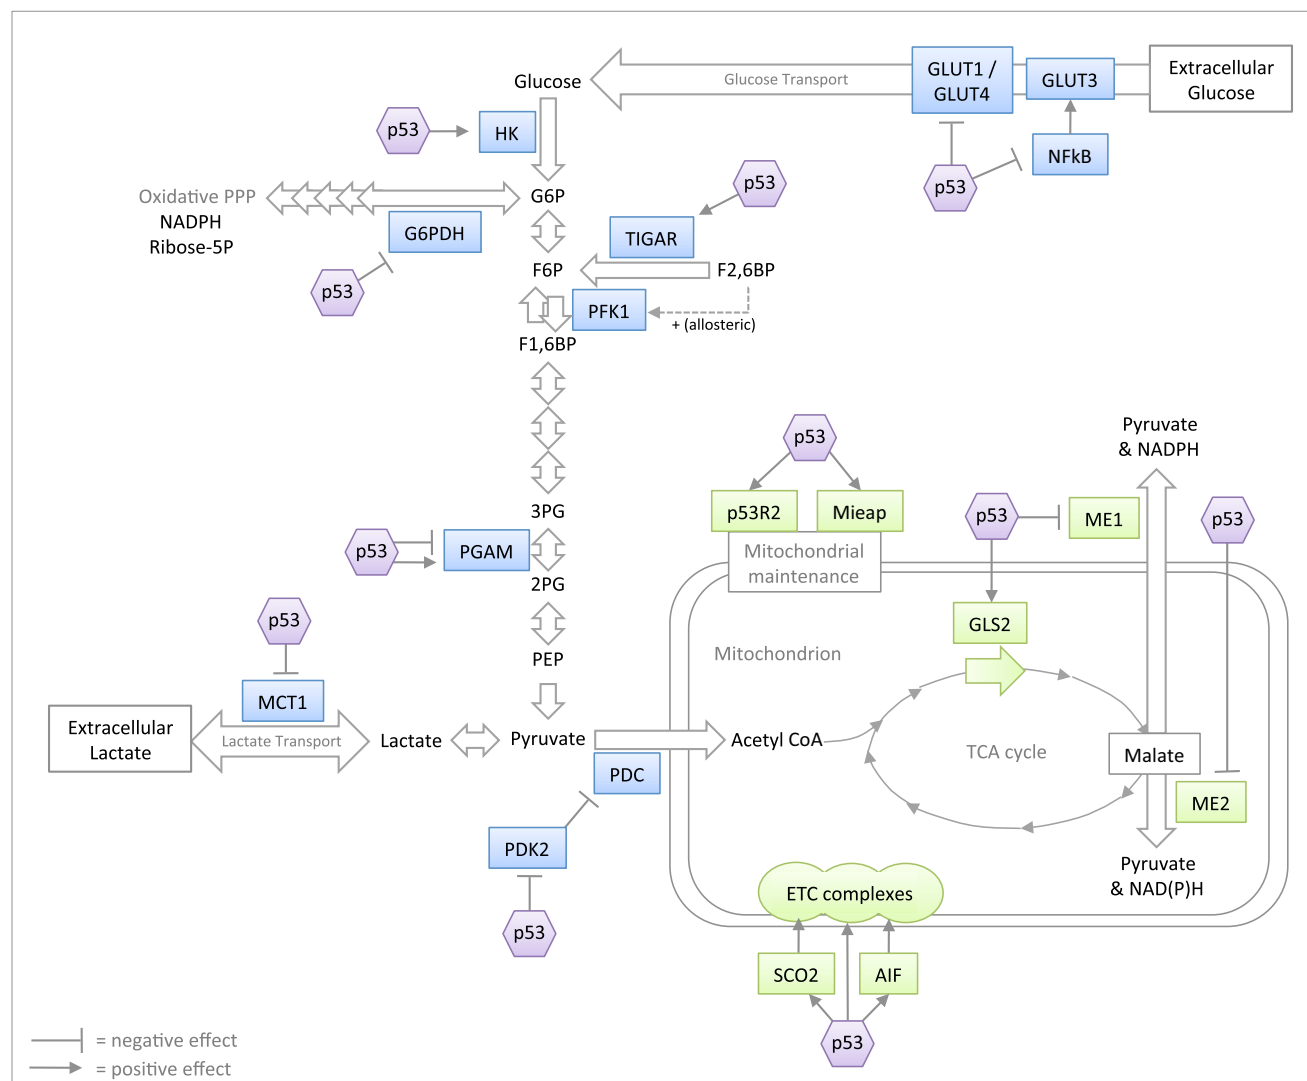 Glucose
Glucose Transport
GLUT1 /
GLUT4
GLUT3
Extracellular
Glucose
p53
HK
NFkB
p53
p53
Oxidative PPP
NADPH
Ribose-5P
G6P
G6PDH
TIGAR
p53
F6P
F2,6BP
PFK1
+ (allosteric)
F1,6BP
p53
Pyruvate
& NADPH
p53R2
Mieap
p53
ME1
p53
3PG
p53
PGAM
Mitochondrial
maintenance
2PG
p53
GLS2
PEP
Mitochondrion
MCT1
Extracellular
Lactate
Lactate Transport
Lactate
Pyruvate
Acetyl CoA
TCA cycle
Malate
PDC
ME2
PDK2
Pyruvate
& NAD(P)H
ETC complexes
p53
SCO2
AIF
p53
= negative effect
= positive effect